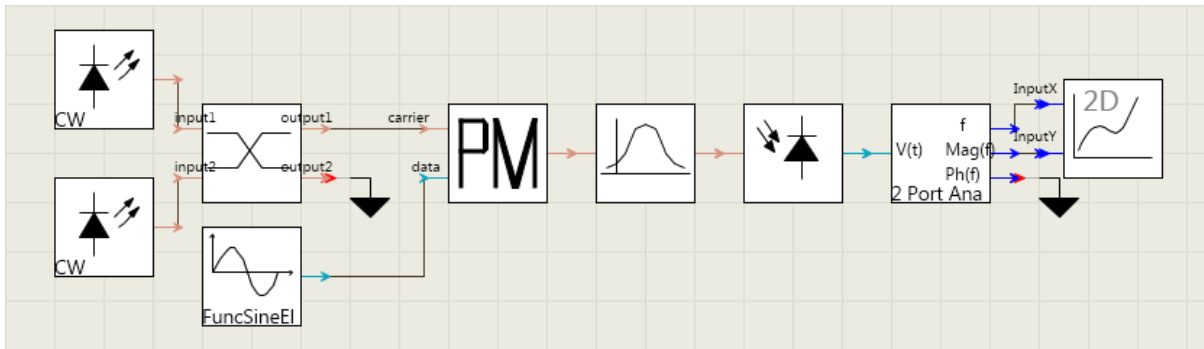 CW
input1
output1
carrier
InputX
2D
f
InputY
V(t)
Mag(f)
CW
input2
output2
data
PM
Ph(f)
2 Port Ana
FuncSineEl